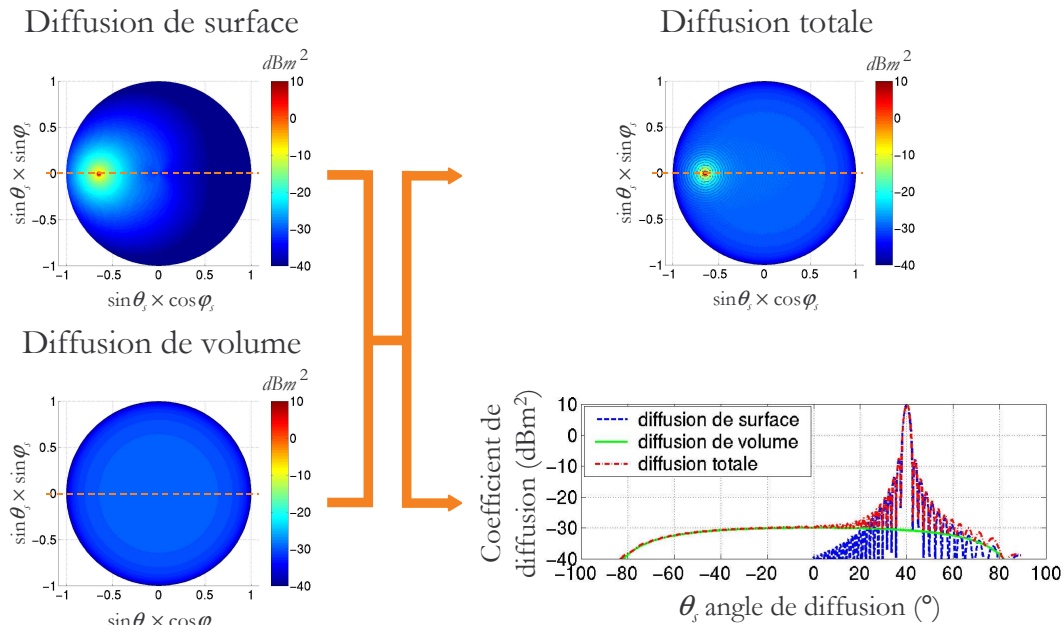 Diffusion de surface
dBm²
1
0.5
0
−0.5
−1
−1 −0.5 0 0.5 1
sinθs × sinφs
sinθs × cosφs
10
0
−10
−20
−30
−40
Diffusion totale
dBm²
1
0.5
0
−0.5
−1
−1 −0.5 0 0.5 1
sinθs × sinφs
sinθs × cosφs
10
0
−10
−20
−30
−40
Diffusion de volume
dBm²
1
0.5
0
−0.5
−1
−1 −0.5 0 0.5 1
sinθs × sinφs
sinθs × cosφ
10
0
−10
−20
−30
−40
Coefficient de
diffusion (dBm²)
10
0
−10
−20
−30
−40
diffusion de surface
diffusion de volume
diffusion totale
−100 −80 −60 −40 −20 0 20 40 60 80 100
θs angle de diffusion (°)